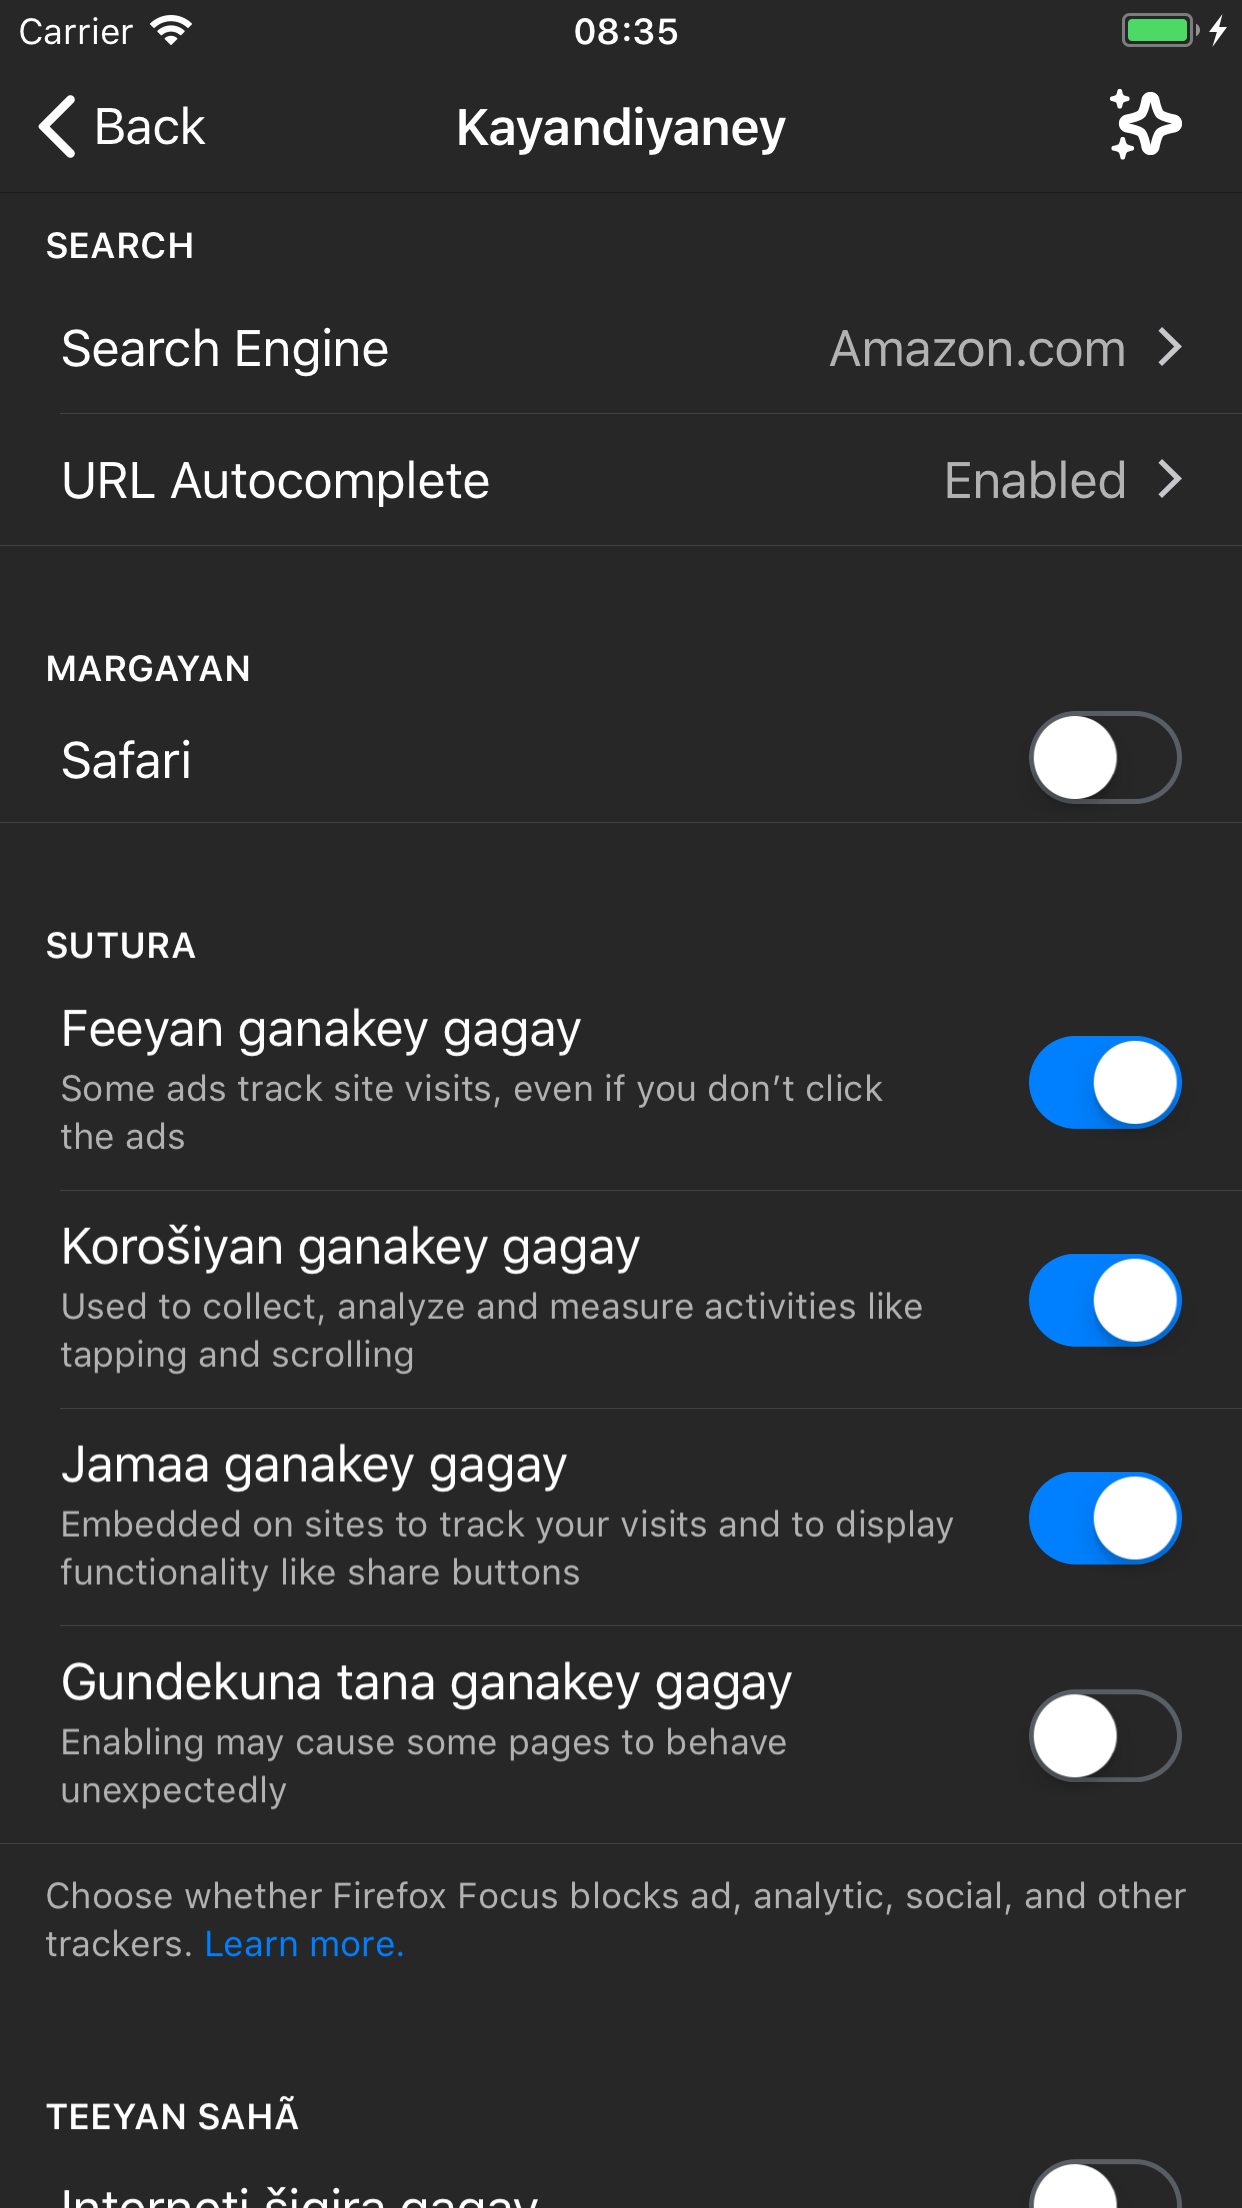 Carrier 08:35
Back Kayandiyaney
SEARCH
Search Engine Amazon.com
URL Autocomplete Enabled
MARGAYAN
Safari
SUTURA
Feeyan ganakey gagay
Some ads track site visits, even if you don’t click
the ads
Korošiyan ganakey gagay
Used to collect, analyze and measure activities like
tapping and scrolling
Jamaa ganakey gagay
Embedded on sites to track your visits and to display
functionality like share buttons
Gundekuna tana ganakey gagay
Enabling may cause some pages to behave
unexpectedly
Choose whether Firefox Focus blocks ad, analytic, social, and other
trackers. Learn more.
TEEYAN SAHÃ
Interneti šigira gagay